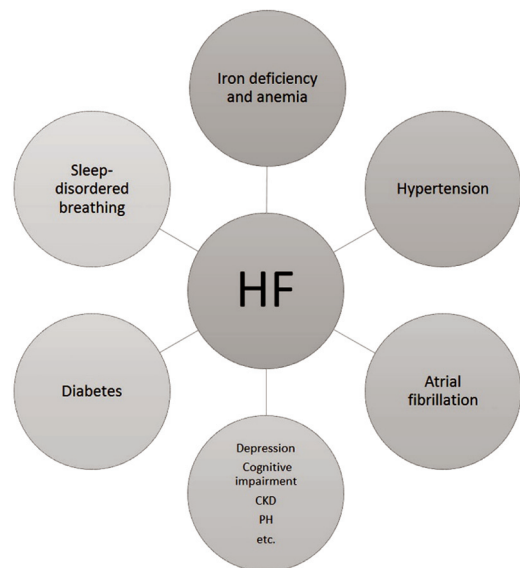 Iron deficiency
and anemia
Sleep-
disordered
breathing
Hypertension
HF
Diabetes
Atrial
fibrillation
Depression
Cognitive
impairment
CKD
PH
etc.